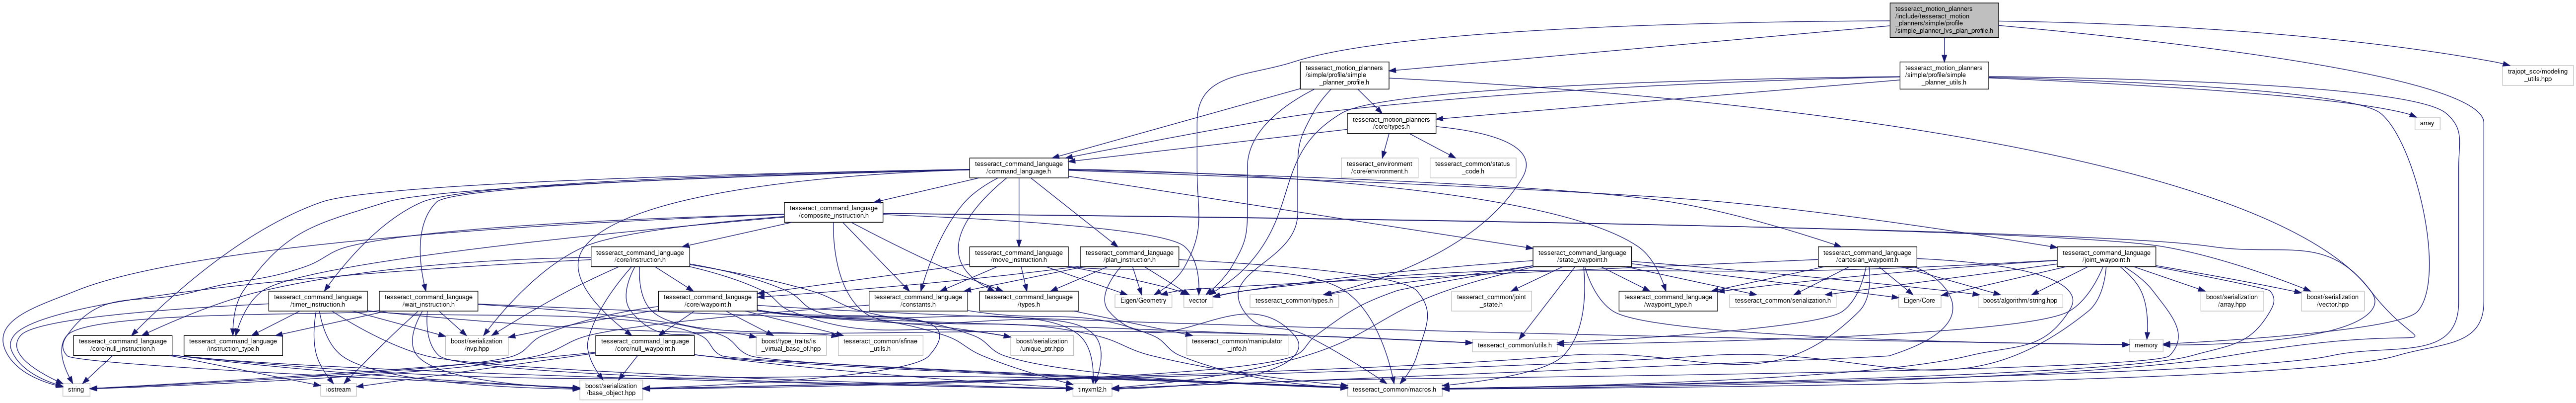 tesseract_motion_planners
/include/tesseract_motion
_planners/simple/profile
/simple_planner_lvs_plan_profile.h
tesseract_motion_planners
/simple/profile/simple
_planner_profile.h
tesseract_motion_planners
/simple/profile/simple
_planner_utils.h
trajopt_sco/modeling
_utils.hpp
tesseract_motion_planners
/core/types.h
array
tesseract_command_language
/command_language.h
tesseract_environment
/core/environment.h
tesseract_common/status
_code.h
tesseract_command_language
/composite_instruction.h
tesseract_command_language
/core/instruction.h
tesseract_command_language
/move_instruction.h
tesseract_command_language
/plan_instruction.h
tesseract_command_language
/state_waypoint.h
tesseract_command_language
/cartesian_waypoint.h
tesseract_command_language
/joint_waypoint.h
tesseract_command_language
/timer_instruction.h
tesseract_command_language
/wait_instruction.h
tesseract_command_language
/core/waypoint.h
tesseract_command_language
/constants.h
tesseract_command_language
/types.h
Eigen/Geometry
vector
tesseract_common/types.h
tesseract_common/joint
_state.h
tesseract_command_language
/waypoint_type.h
tesseract_common/serialization.h
Eigen/Core
boost/algorithm/string.hpp
boost/serialization
/array.hpp
boost/serialization
/vector.hpp
tesseract_command_language
/core/null_instruction.h
tesseract_command_language
/instruction_type.h
boost/serialization
/nvp.hpp
tesseract_command_language
/core/null_waypoint.h
boost/type_traits/is
_virtual_base_of.hpp
tesseract_common/sfinae
_utils.h
boost/serialization
/unique_ptr.hpp
tesseract_common/manipulator
_info.h
tesseract_common/utils.h
memory
string
iostream
boost/serialization
/base_object.hpp
tinyxml2.h
tesseract_common/macros.h